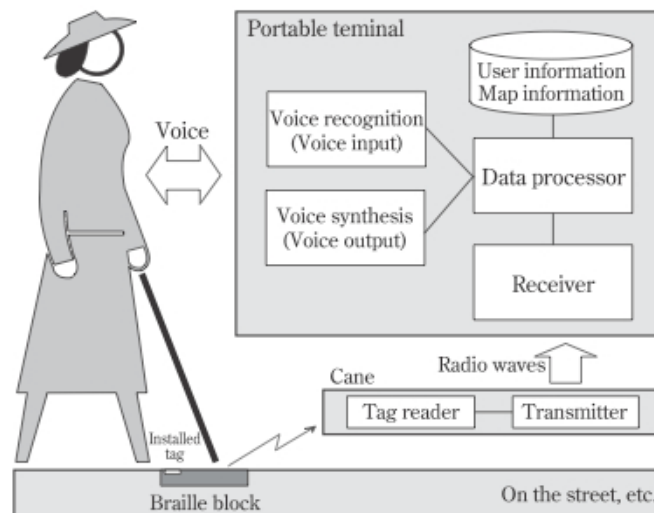 Portable teminal
User information
Map information
Voice recognition
(Voice input)
Voice
Data processor
Voice synthesis
(Voice output)
Receiver
Radio waves
Cane
Tag reader
Transmitter
Installed
tag
Braille block
On the street, etc.